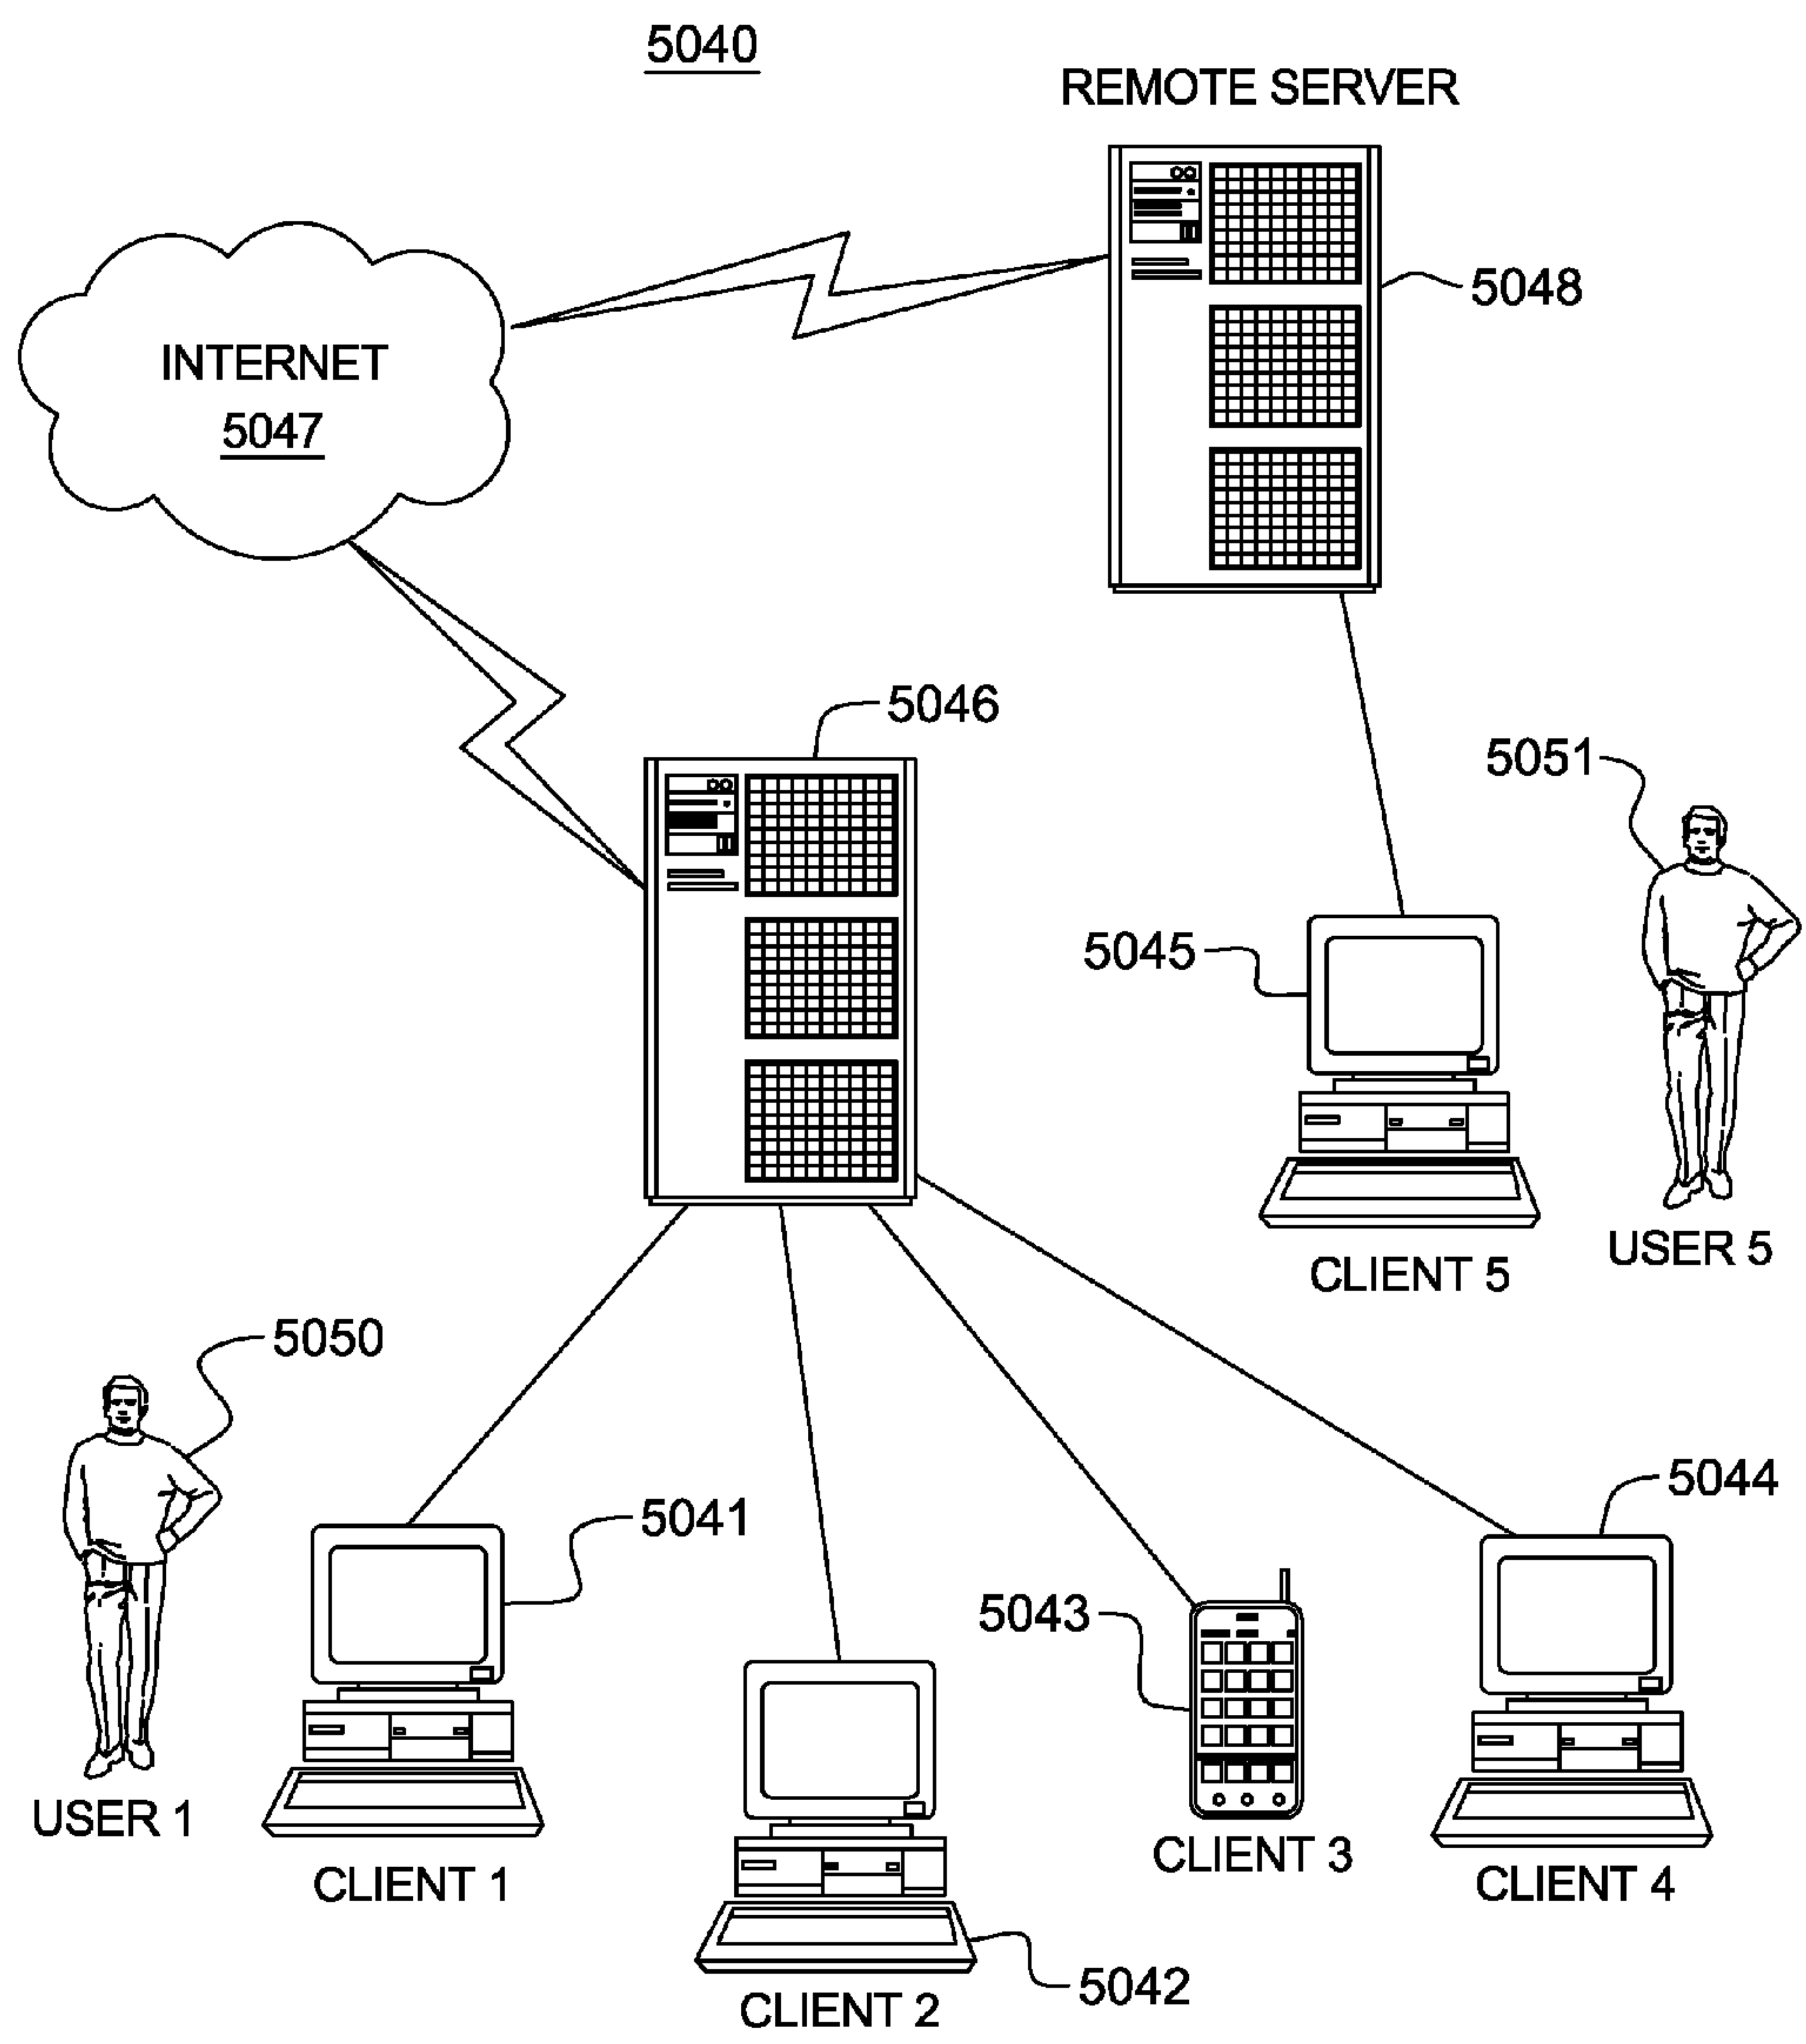 5040
REMOTE SERVER
5048
INTERNET
5047
5046
5051
5045
USER 5
CLIENT 5
5050
5044
5041
5043
USER 1
CLIENT 3
CLIENT 1
CLIENT 4
5042
CLIENT 2